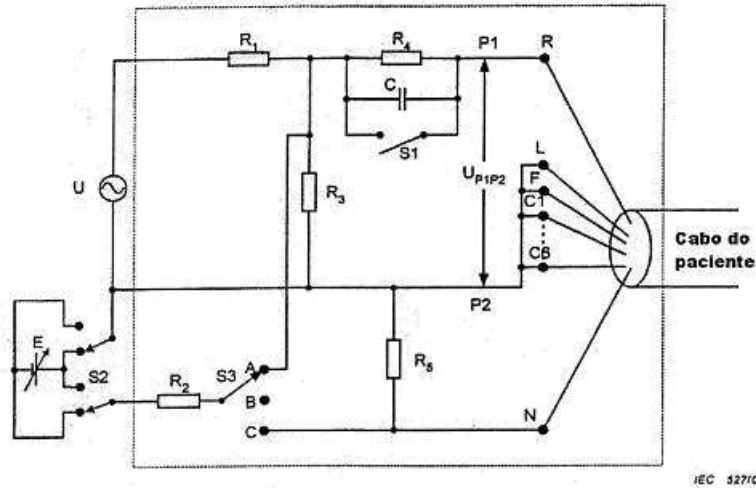 R1
R4
P1
R
C
S1
L
U
R3
UP1P2
F
C1
Cabo do
paciente
C6
P2
E
S2
R2
S3
A
R5
B
C
N
IEC